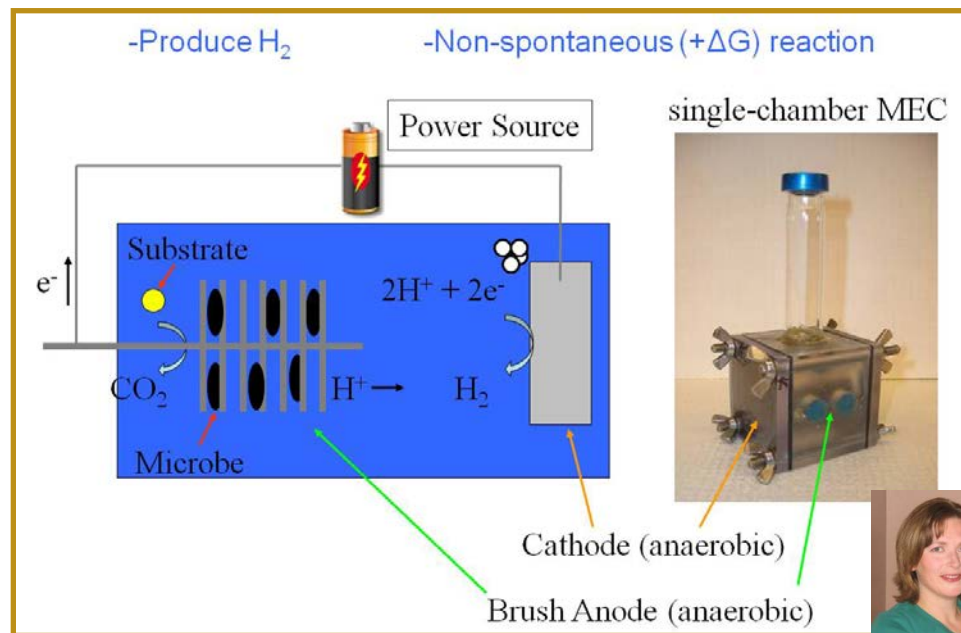 -Produce H₂
-Non-spontaneous (+ΔG) reaction
single-chamber MEC
Power Source
Substrate
e⁻
2H⁺ + 2e⁻
CO₂
H⁺
H₂
Microbe
Cathode (anaerobic)
Brush Anode (anaerobic)